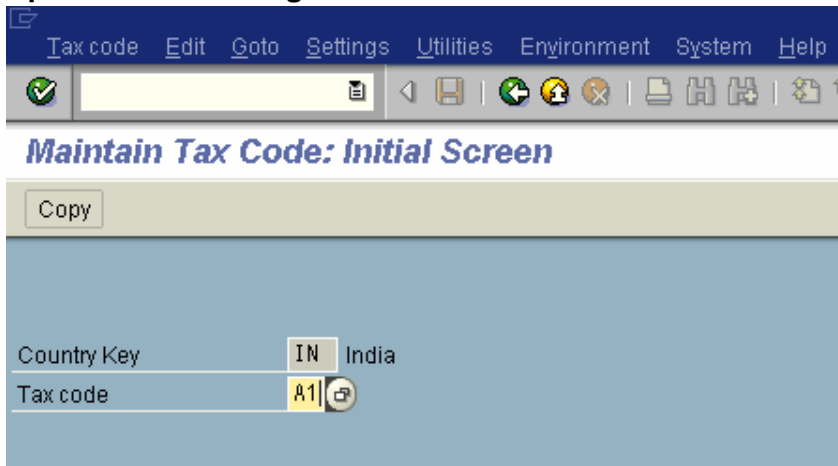 Tax code Edit Goto Settings Utilities Environment System Help
Maintain Tax Code: Initial Screen
Copy
Country Key IN India
Tax code A1